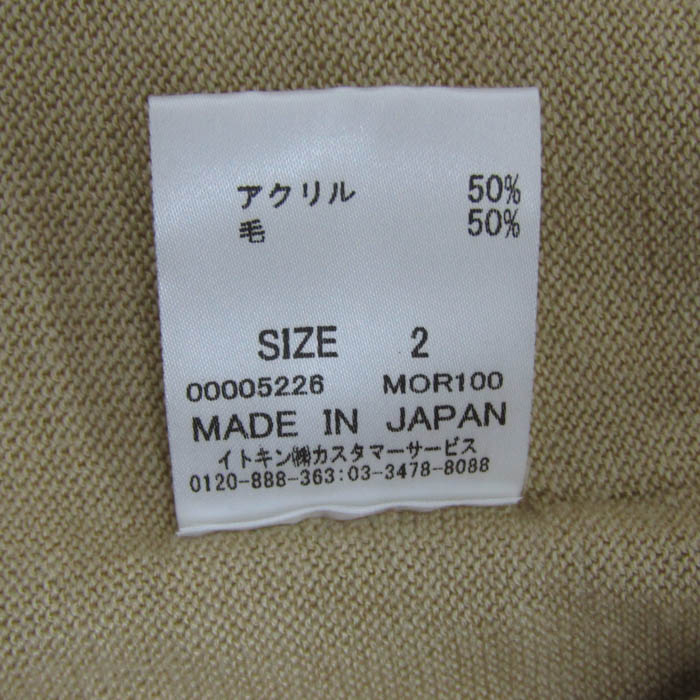 アクリル 50%
毛 50%
SIZE 2
00005226 MOR100
MADE IN JAPAN
イトキン㈱カスタマーサービス
0120-888-363:03-3478-8088